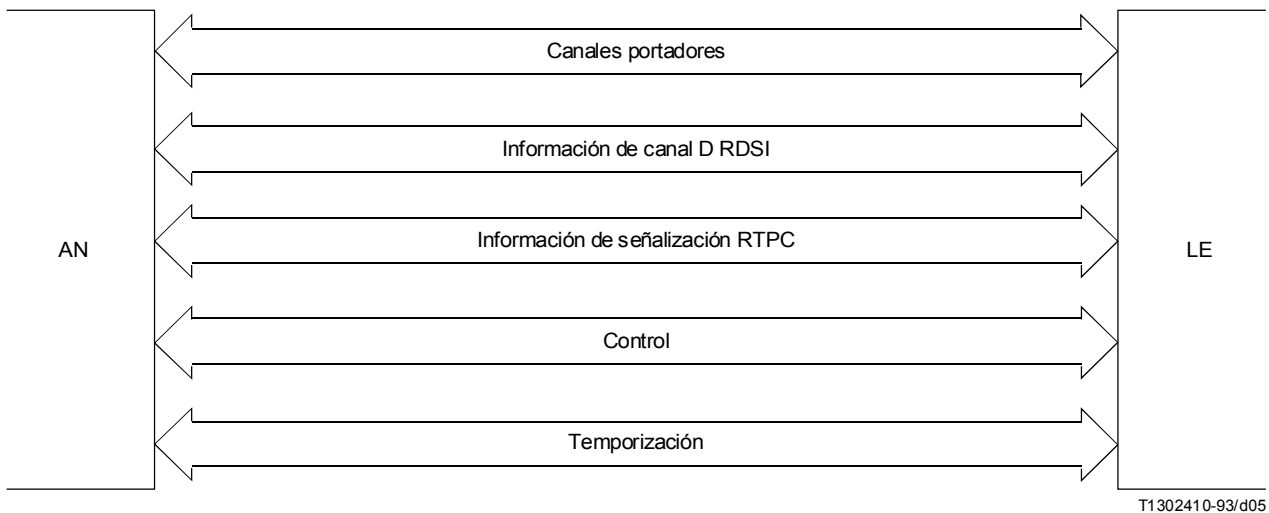 Canales portadores
Información de canal D RDSI
Información de señalización RTPC
AN
LE
Control
Temporización
T1302410-93/d05